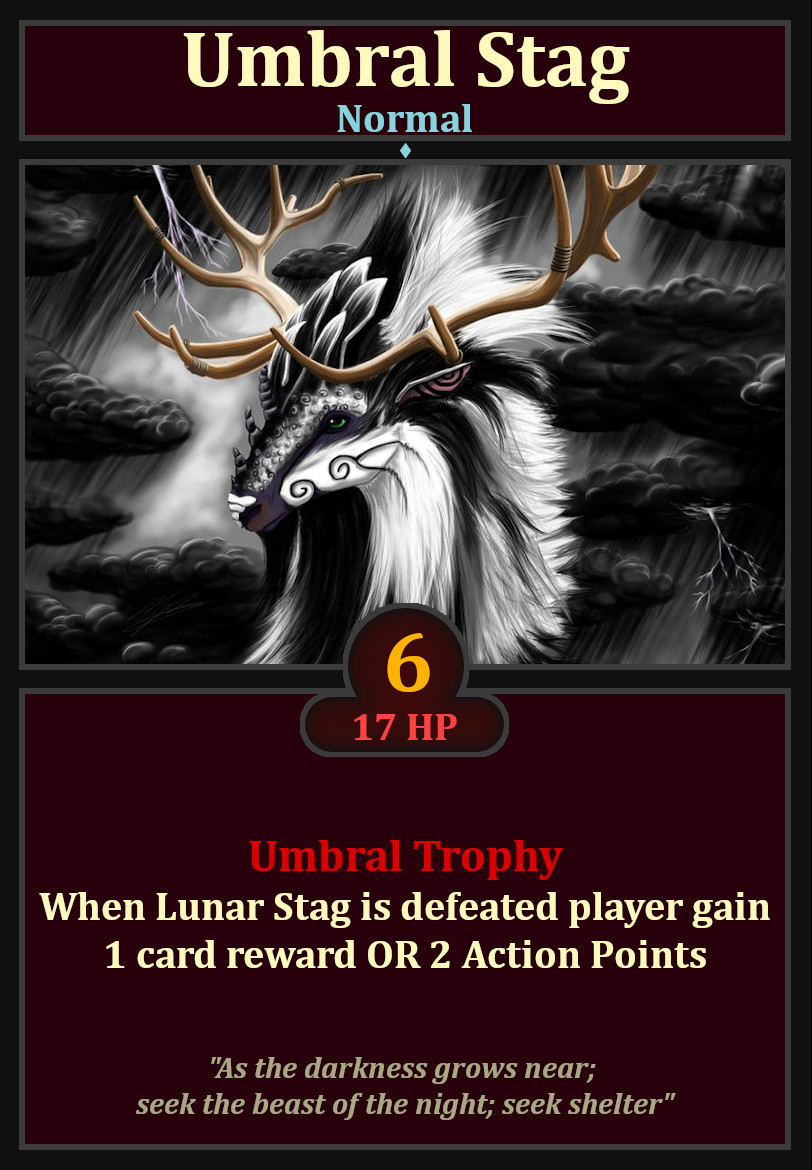 Umbral Stag
Normal
6
17 HP
Umbral Trophy
When Lunar Stag is defeated player gain
1 card reward OR 2 Action Points
"As the darkness grows near;
seek the beast of the night; seek shelter"